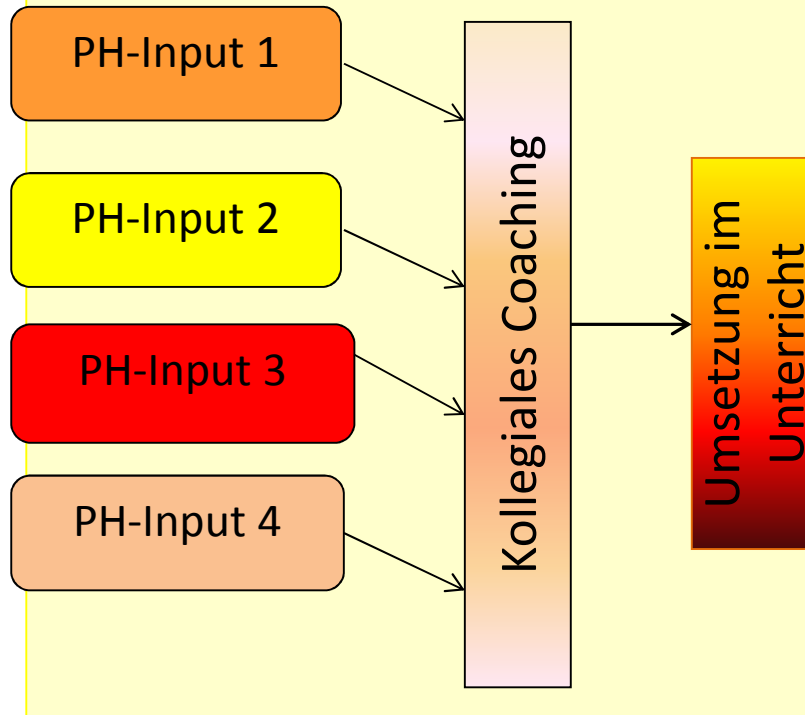 PH-Input 1
PH-Input 2
PH-Input 3
PH-Input 4
Kollegiales Coaching
Umsetzung im
Unterricht